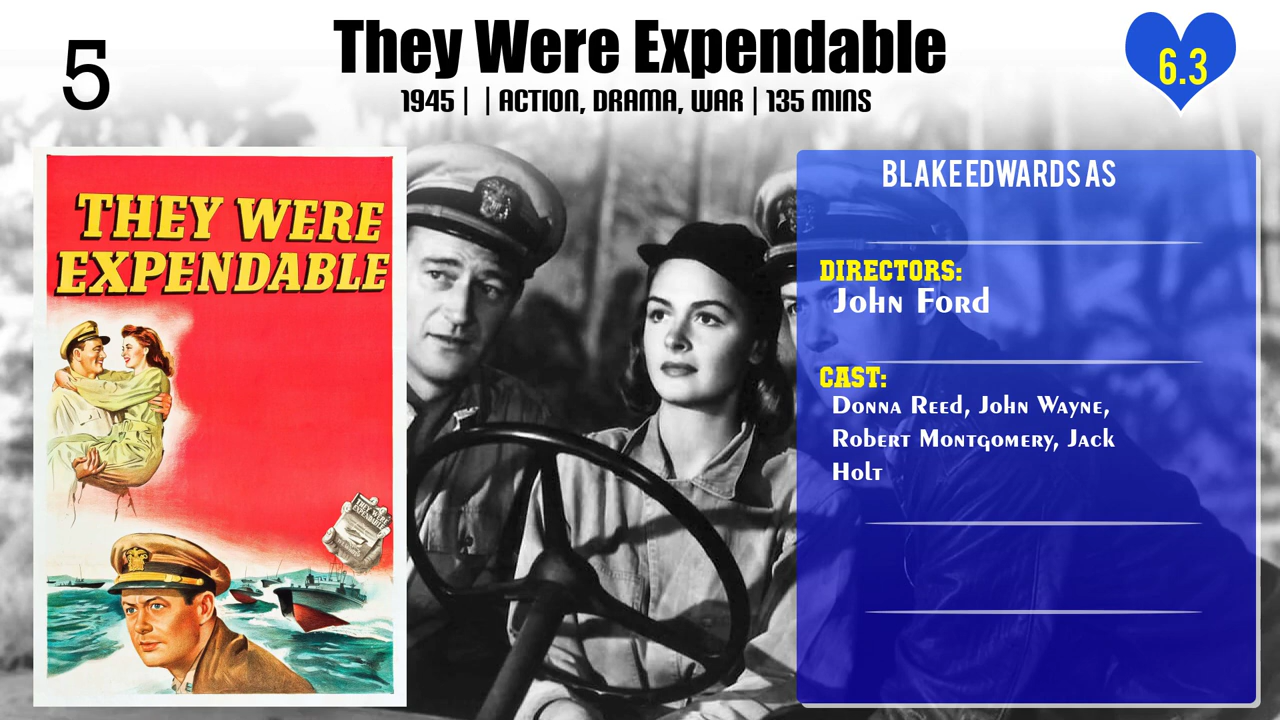 5
They Were Expendable
1945 | | ACTION, DRAMA, WAR | 135 MINS
6.3
THEY WERE
EXPENDABLE
BLAKE EDWARDS AS
DIRECTORS:
John Ford
CAST:
Donna Reed, John Wayne,
Robert Montgomery, Jack
Holt